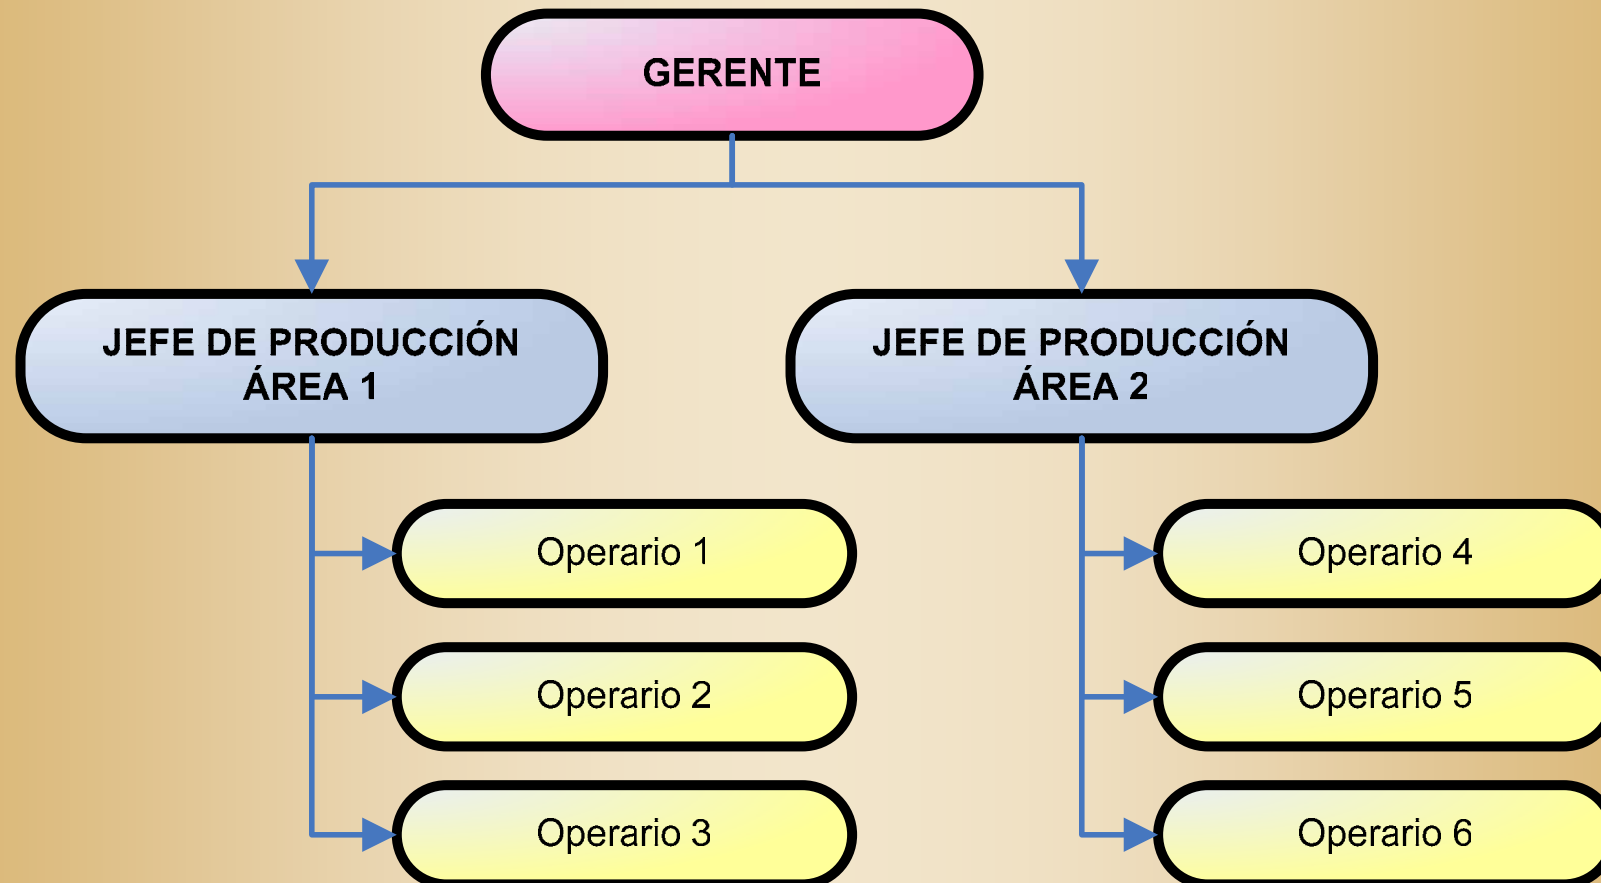 GERENTE
JEFE DE PRODUCCIÓN
ÁREA 1
JEFE DE PRODUCCIÓN
ÁREA 2
Operario 1
Operario 2
Operario 3
Operario 4
Operario 5
Operario 6